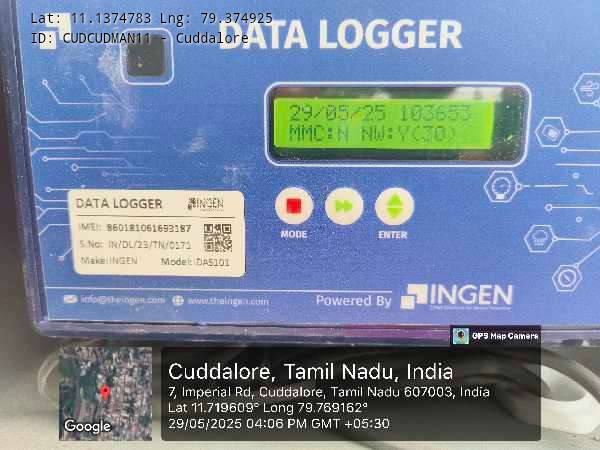 Lat: 11.1374783 Lng: 79.374925
ID: CUDCUDMAN11 - Cuddalore
DATA LOGGER
29/05/25 103653
MMC:N NW:Y(30)
DATA LOGGER INGEN
IMEI: 860181061693187
S.No: IN/DL/23/TN/0171
Make:INGEN Model: IDAS101
MODE ENTER
info@theingen.com www.theingen.com
Powered By INGEN
GPS Map Camera
Cuddalore, Tamil Nadu, India
7, Imperial Rd, Cuddalore, Tamil Nadu 607003, India
Lat 11.719609° Long 79.769162°
29/05/2025 04:06 PM GMT +05:30
Google